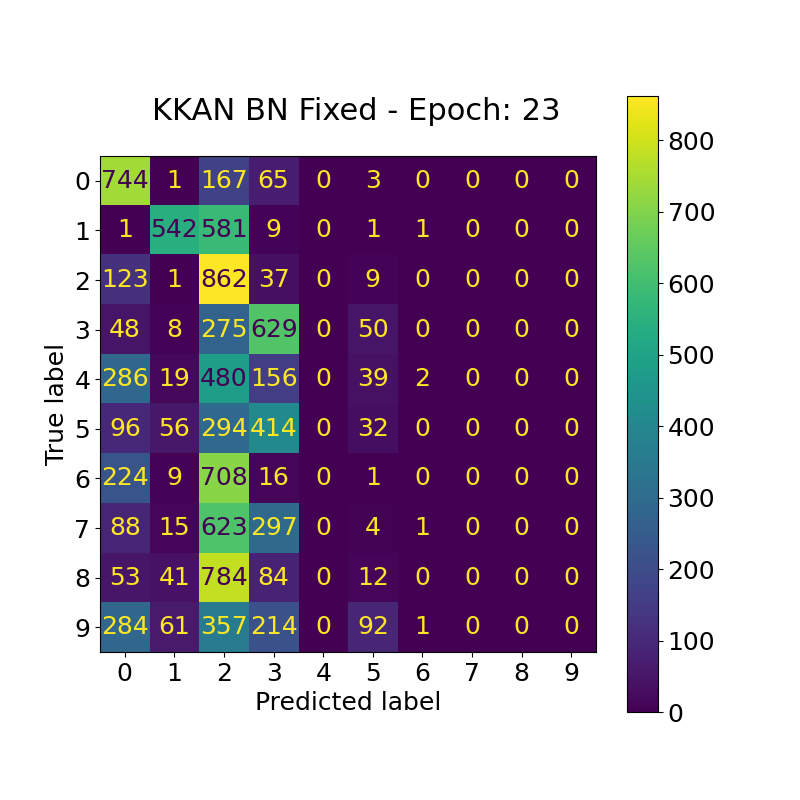 KKAN BN Fixed - Epoch: 23
800
700
600
500
400
300
200
100
0
True label
0 744 1 167 65 0 3 0 0 0 0
1 1 542 581 9 0 1 1 0 0 0
2 123 1 862 37 0 9 0 0 0 0
3 48 8 275 629 0 50 0 0 0 0
4 286 19 480 156 0 39 2 0 0 0
5 96 56 294 414 0 32 0 0 0 0
6 224 9 708 16 0 1 0 0 0 0
7 88 15 623 297 0 4 1 0 0 0
8 53 41 784 84 0 12 0 0 0 0
9 284 61 357 214 0 92 1 0 0 0
0 1 2 3 4 5 6 7 8 9
Predicted label